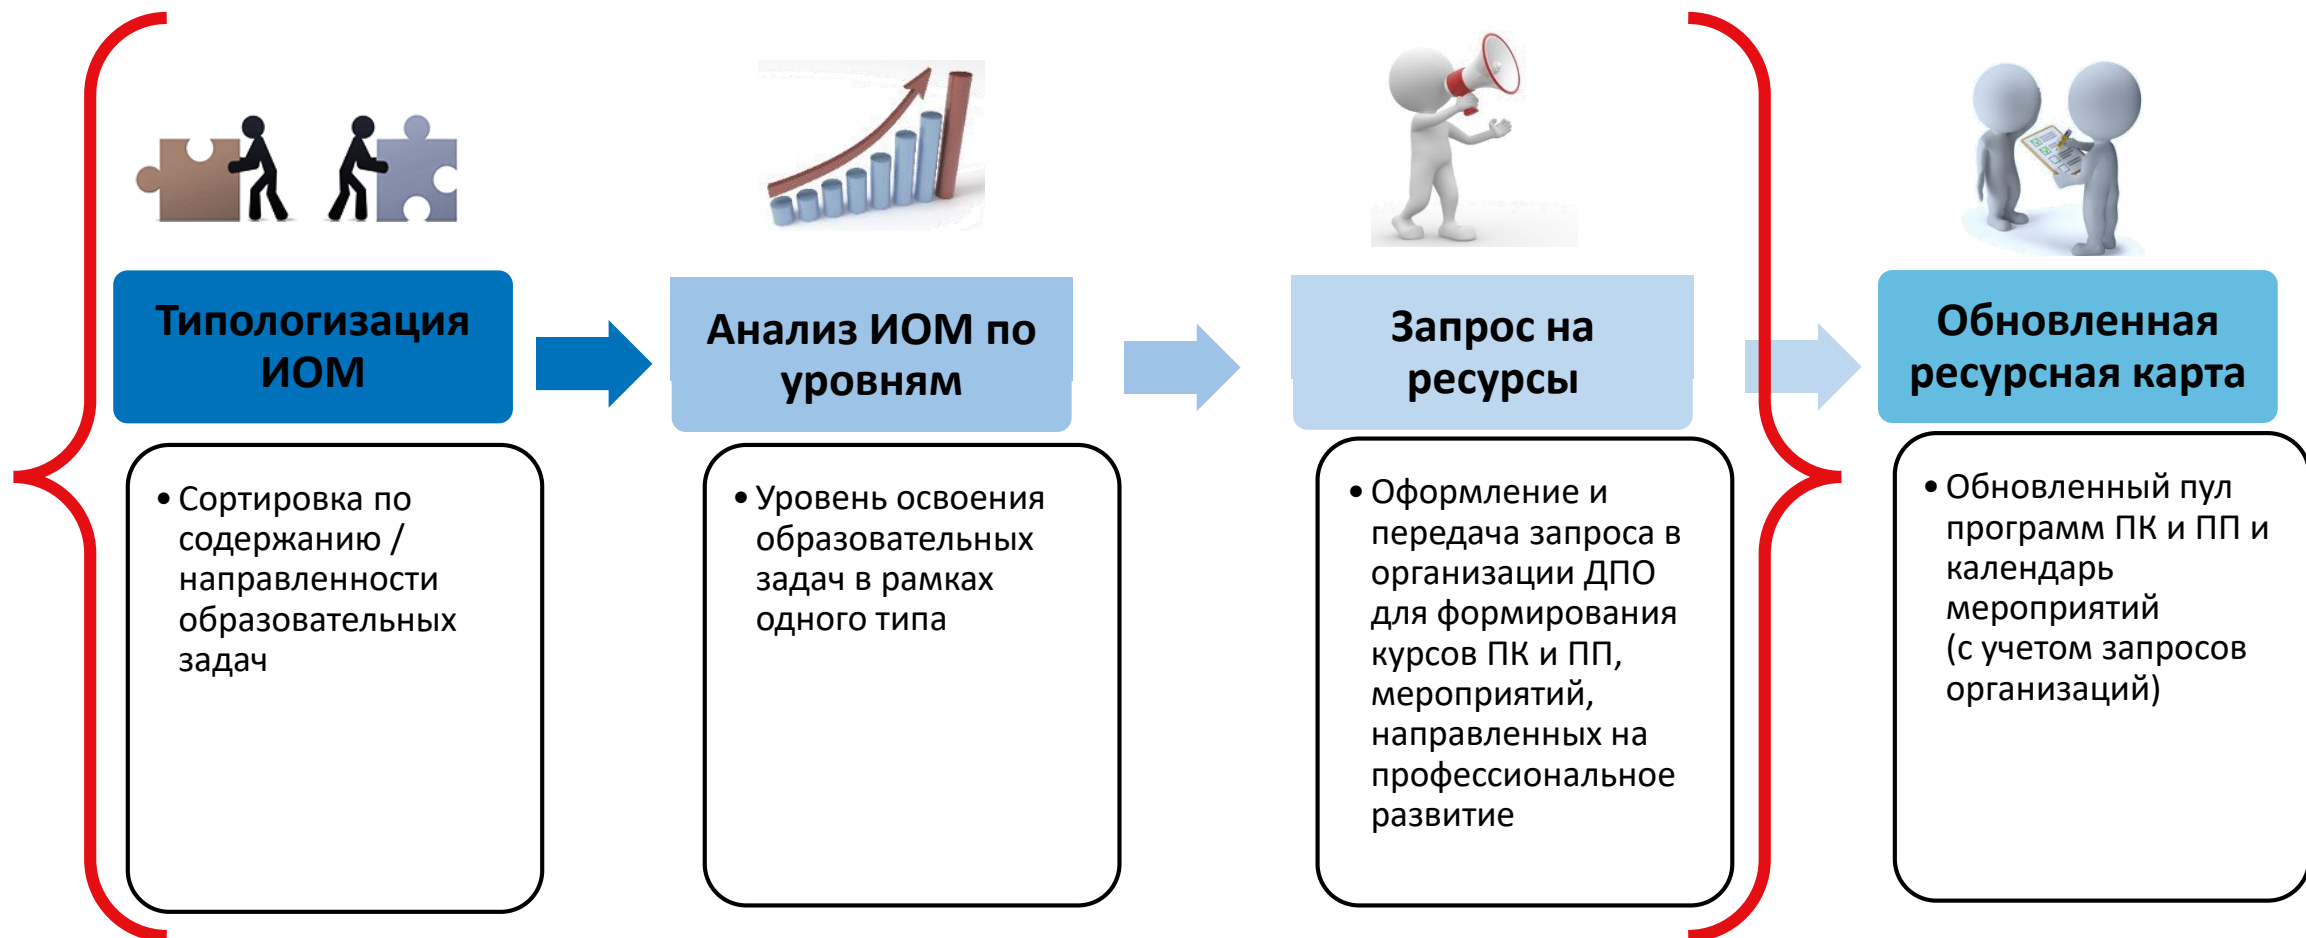 Типологизация
ИОМ
• Сортировка по
содержанию /
направленности
образовательных
задач
Анализ ИОМ по
уровням
• Уровень освоения
образовательных
задач в рамках
одного типа
Запрос на
ресурсы
• Оформление и
передача запроса в
организации ДПО
для формирования
курсов ПК и ПП,
мероприятий,
направленных на
профессиональное
развитие
Обновленная
ресурсная карта
• Обновленный пул
программ ПК и ПП и
календарь
мероприятий
(с учетом запросов
организаций)